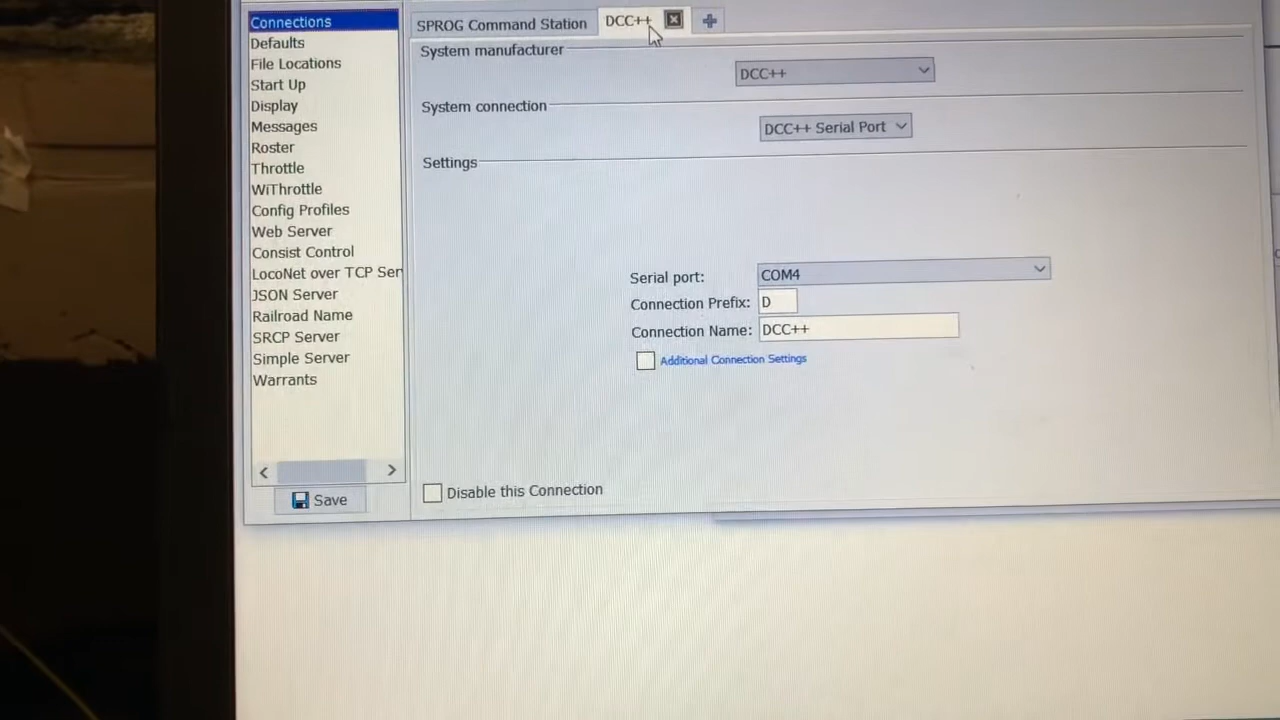 Connections
Defaults
File Locations
Start Up
Display
Messages
Roster
Throttle
WiThrottle
Config Profiles
Web Server
Consist Control
LocoNet over TCP Ser
JSON Server
Railroad Name
SRCP Server
Simple Server
Warrants
Save
SPROG Command Station
DCC++
System manufacturer
DCC++
System connection
DCC++ Serial Port
Settings
Serial port: COM4
Connection Prefix: D
Connection Name: DCC++
Additional Connection Settings
Disable this Connection